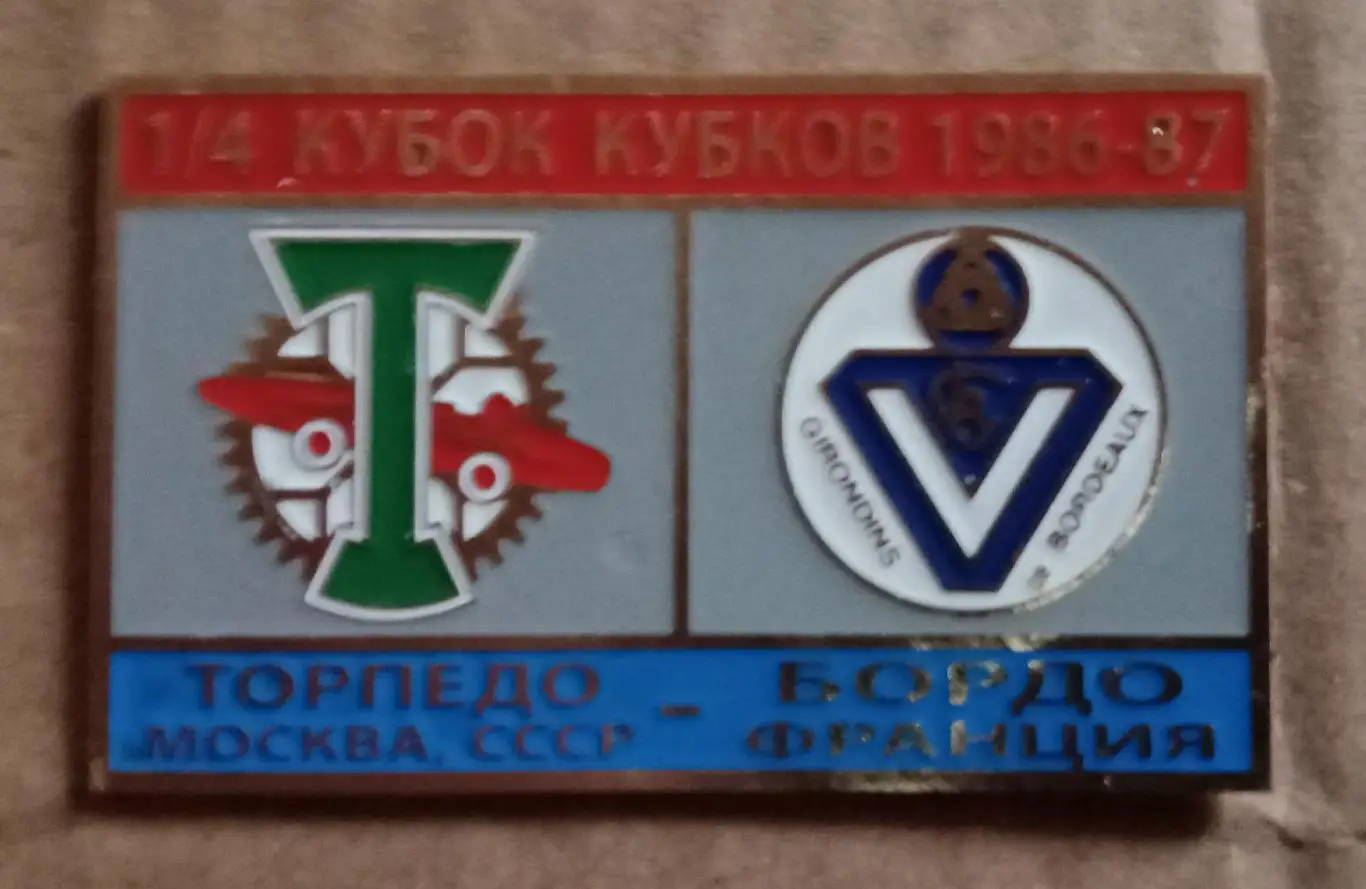 1/4 КУБОК КУБКОВ 1986-87
Т
V
GIRONDINS
BORDEAUX
ТОРПЕДО – БОРДО
МОСКВА, СССР ФРАНЦИЯ